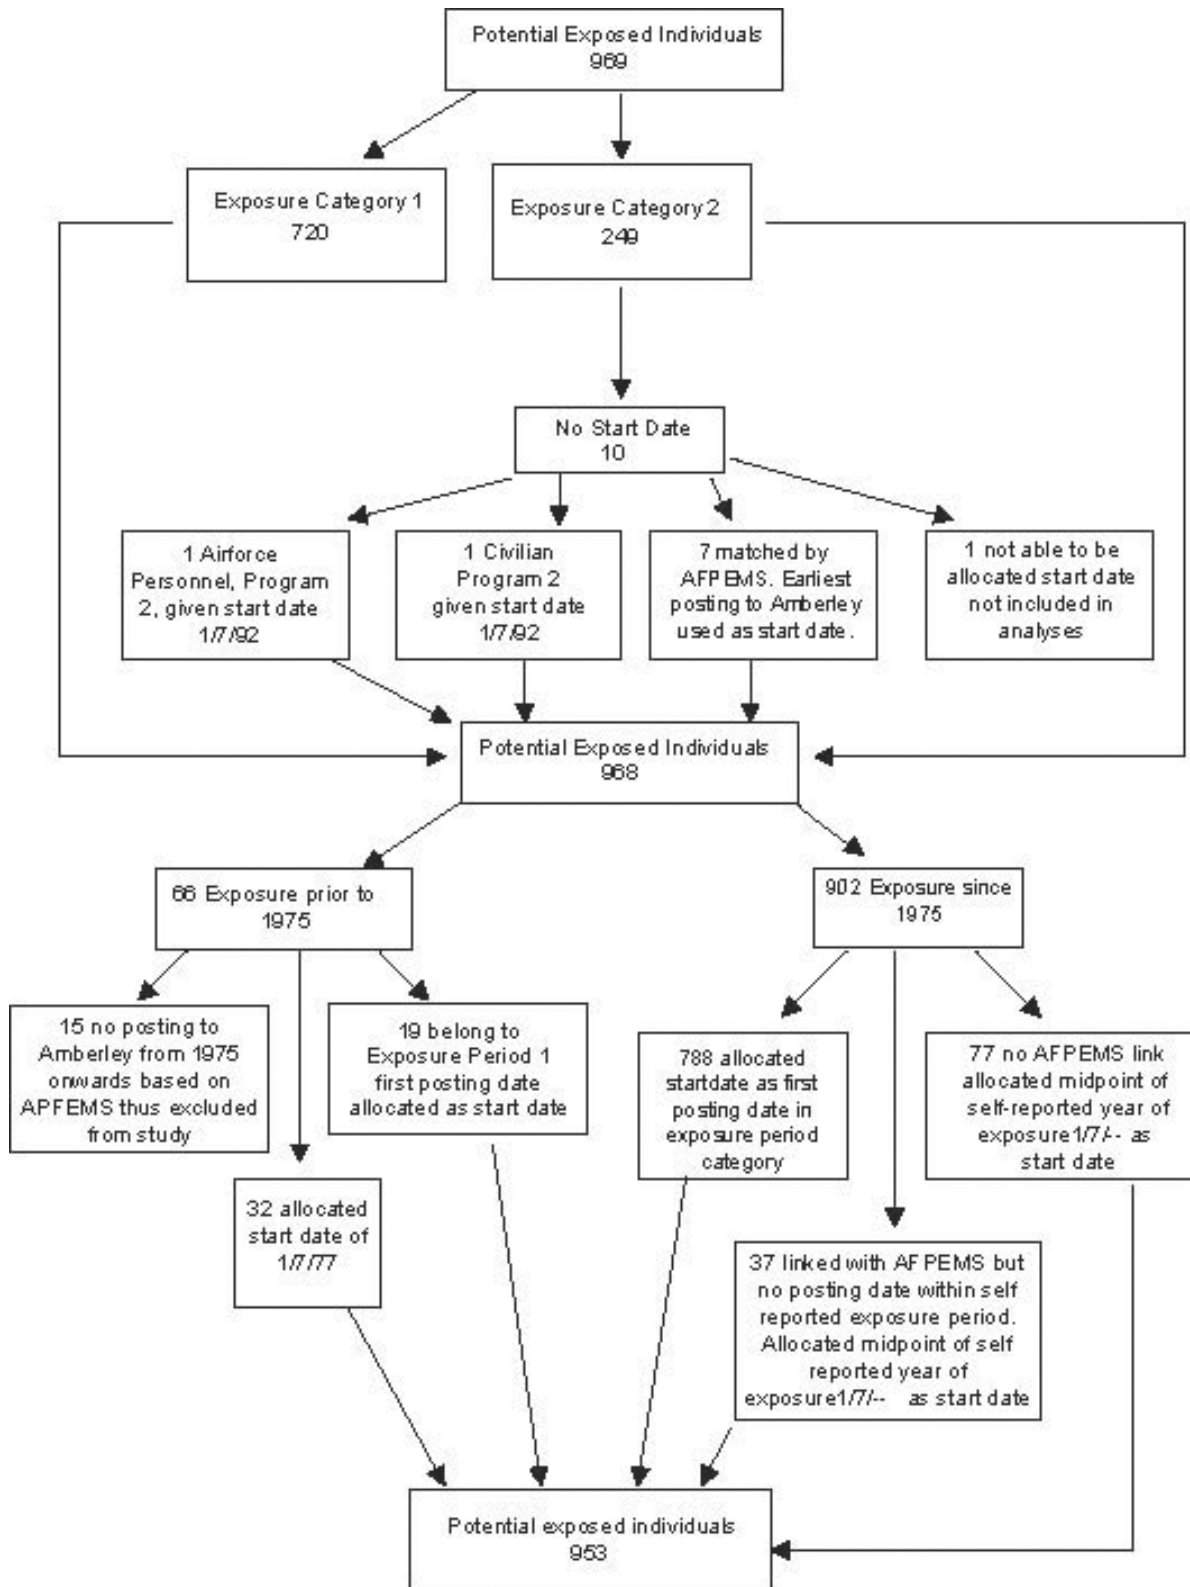 Potential Exposed Individuals
969
Exposure Category 1
720
Exposure Category 2
249
No Start Date
10
1 Airforce
Personnel, Program
2, given start date
1/7/92
1 Civilian
Program 2
given start date
1/7/92
7 matched by
AFPEMS. Earliest
posting to Amberley
used as start date.
1 not able to be
allocated start date
not included in
analyses
Potential Exposed Individuals
968
66 Exposure prior to
1975
902 Exposure since
1975
15 no posting to
Amberley from 1975
onwards based on
APFEMS thus excluded
from study
32 allocated
start date of
1/7/77
19 belong to
Exposure Period 1
first posting date
allocated as start date
788 allocated
startdate as first
posting date in
exposure period
category
37 linked with AFPEMS but
no posting date within self
reported exposure period.
Allocated midpoint of self
reported year of
exposure1/7/-- as start date
77 no AFPEMS link
allocated midpoint of
self-reported year of
exposure1/7/-- as
start date
Potential exposed individuals
953